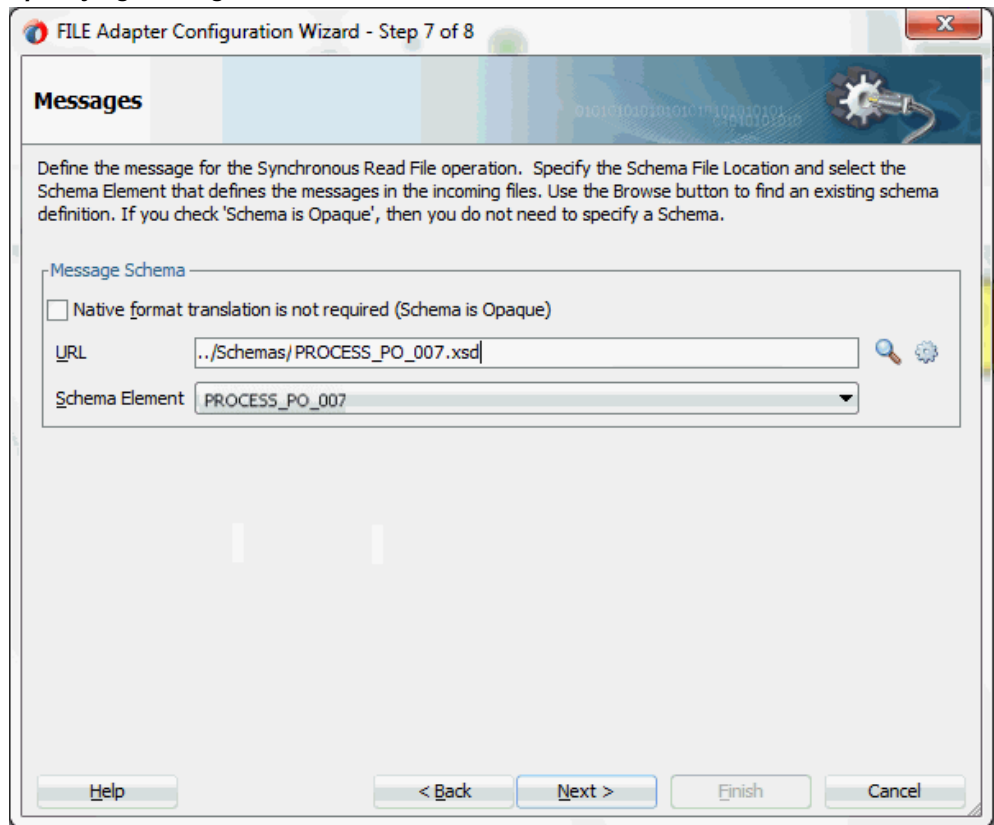 FILE Adapter Configuration Wizard - Step 7 of 8
Messages
Define the message for the Synchronous Read File operation. Specify the Schema File Location and select the
Schema Element that defines the messages in the incoming files. Use the Browse button to find an existing schema
definition. If you check 'Schema is Opaque', then you do not need to specify a Schema.
Message Schema
Native format translation is not required (Schema is Opaque)
URL ../Schemas/PROCESS_PO_007.xsd
Schema Element PROCESS_PO_007
Help < Back Next > Finish Cancel